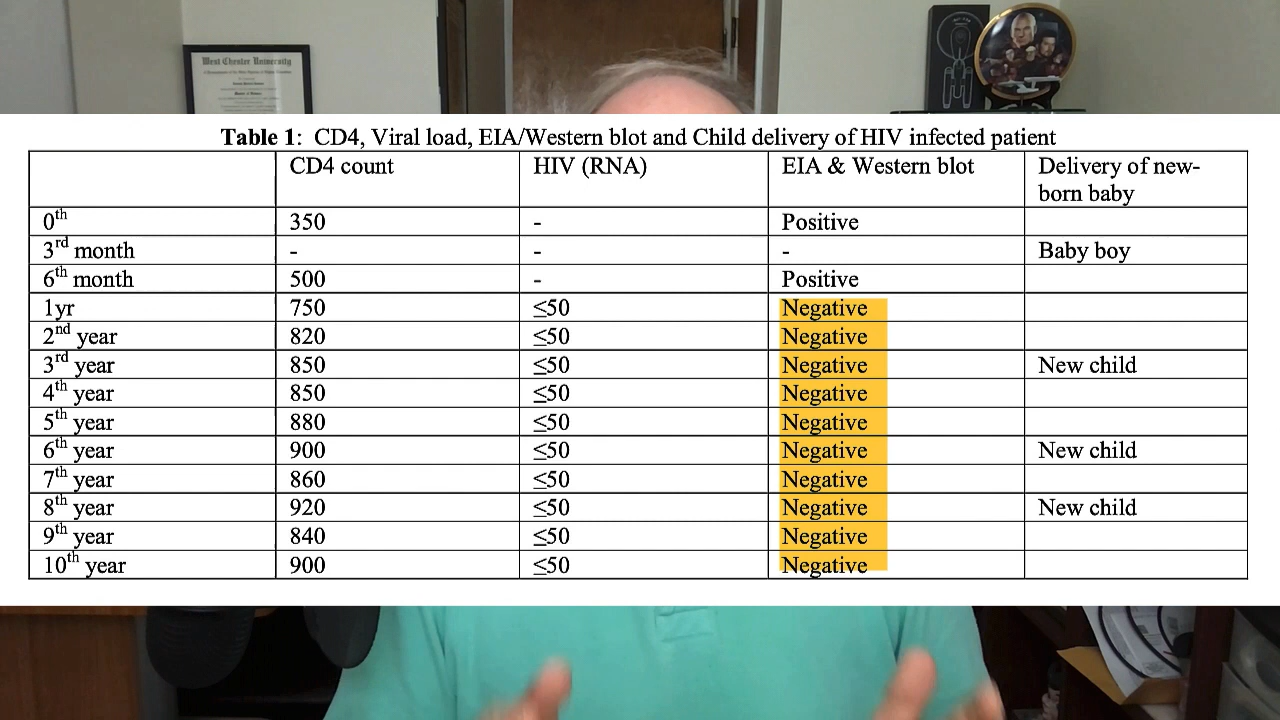 West Chester University
Table 1: CD4, Viral load, EIA/Western blot and Child delivery of HIV infected patient
CD4 count HIV (RNA) EIA & Western blot Delivery of new-
born baby
0th 350 - Positive
3rd month - - - Baby boy
6th month 500 - Positive
1yr 750 ≤50 Negative
2nd year 820 ≤50 Negative
3rd year 850 ≤50 Negative New child
4th year 850 ≤50 Negative
5th year 880 ≤50 Negative
6th year 900 ≤50 Negative New child
7th year 860 ≤50 Negative
8th year 920 ≤50 Negative New child
9th year 840 ≤50 Negative
10th year 900 ≤50 Negative